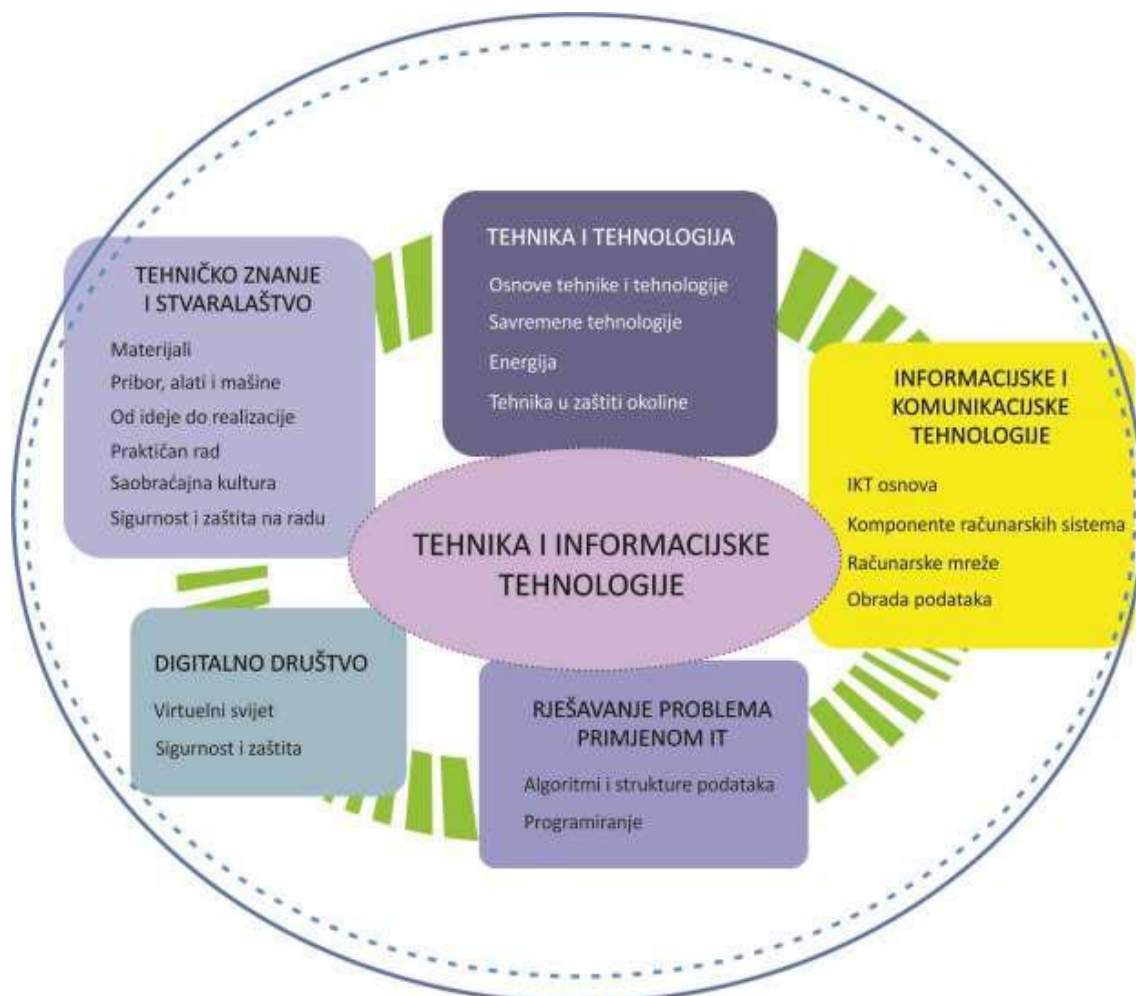 TEHNIKA I TEHNOLOGIJA
Osnove tehnike i tehnologije
Savremene tehnologije
Energija
Tehnika u zaštiti okoline
TEHNIČKO ZNANJE
I STVARALAŠTVO
Materijali
Pribor, alati i mašine
Od ideje do realizacije
Praktičan rad
Saobraćajna kultura
Sigurnost i zaštita na radu
INFORMACIJSKE I
KOMUNIKACIJSKE
TEHNOLOGIJE
IKT osnova
Komponente računarskih sistema
Računarske mreže
Obrada podataka
TEHNIKA I INFORMACIJSKE
TEHNOLOGIJE
DIGITALNO DRUŠTVO
Virtuelni svijet
Sigurnost i zaštita
RJEŠAVANJE PROBLEMA
PRIMJENOM IT
Algoritmi i strukture podataka
Programiranje